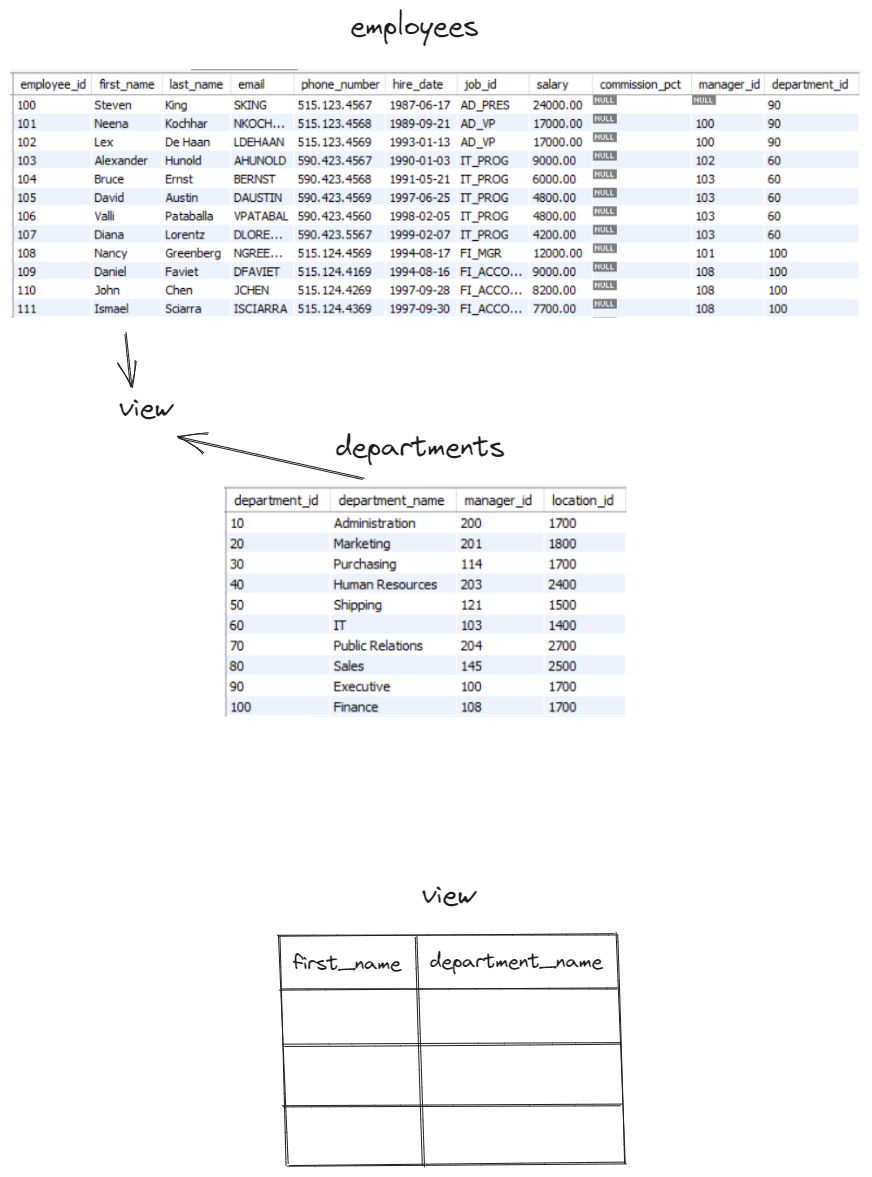 employees
employee_id first_name last_name email phone_number hire_date job_id salary commission_pct manager_id department_id
100 Steven King SKING 515.123.4567 1987-06-17 AD_PRES 24000.00 NULL NULL 90
101 Neena Kochhar NKOCH... 515.123.4568 1989-09-21 AD_VP 17000.00 NULL 100 90
102 Lex De Haan LDEHAAN 515.123.4569 1993-01-13 AD_VP 17000.00 NULL 100 90
103 Alexander Hunold AHUNOLD 590.423.4567 1990-01-03 IT_PROG 9000.00 NULL 102 60
104 Bruce Ernst BERNST 590.423.4568 1991-05-21 IT_PROG 6000.00 NULL 103 60
105 David Austin DAUSTIN 590.423.4569 1997-06-25 IT_PROG 4800.00 NULL 103 60
106 Valli Pataballa VPATABAL 590.423.4560 1998-02-05 IT_PROG 4800.00 NULL 103 60
107 Diana Lorentz DLORE... 590.423.5567 1999-02-07 IT_PROG 4200.00 NULL 103 60
108 Nancy Greenberg NGREE... 515.124.4569 1994-08-17 FI_MGR 12000.00 NULL 101 100
109 Daniel Faviet DFAVIET 515.124.4169 1994-08-16 FI_ACCO... 9000.00 NULL 108 100
110 John Chen JCHEN 515.124.4269 1997-09-28 FI_ACCO... 8200.00 NULL 108 100
111 Ismael Sciarra ISCIARRA 515.124.4369 1997-09-30 FI_ACCO... 7700.00 NULL 108 100
view
departments
department_id department_name manager_id location_id
10 Administration 200 1700
20 Marketing 201 1800
30 Purchasing 114 1700
40 Human Resources 203 2400
50 Shipping 121 1500
60 IT 103 1400
70 Public Relations 204 2700
80 Sales 145 2500
90 Executive 100 1700
100 Finance 108 1700
view
first_name department_name